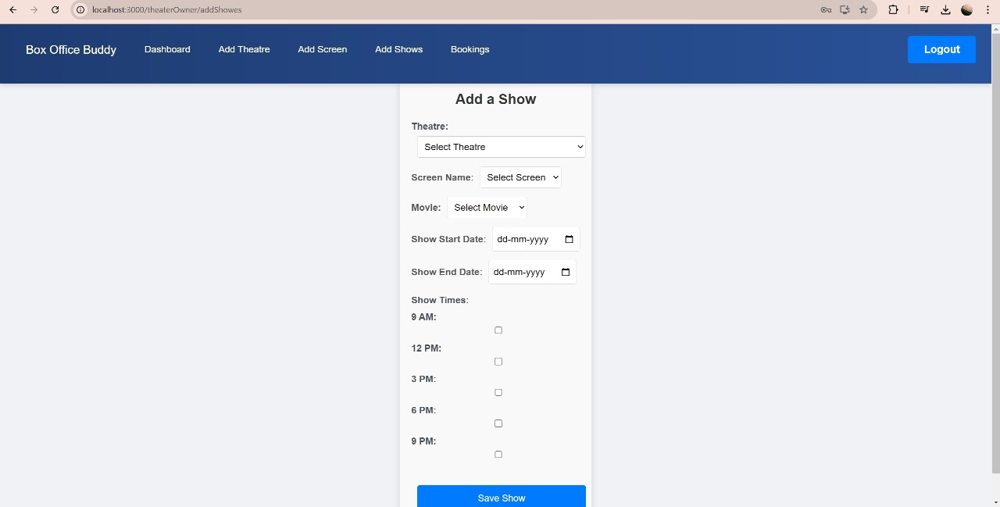 localhost:3000/theaterOwner/addShowes
Box Office Buddy Dashboard Add Theatre Add Screen Add Shows Bookings Logout
Add a Show
Theatre:
Select Theatre
Screen Name: Select Screen
Movie: Select Movie
Show Start Date: dd-mm-yyyy
Show End Date: dd-mm-yyyy
Show Times:
9 AM:
12 PM:
3 PM:
6 PM:
9 PM:
Save Show